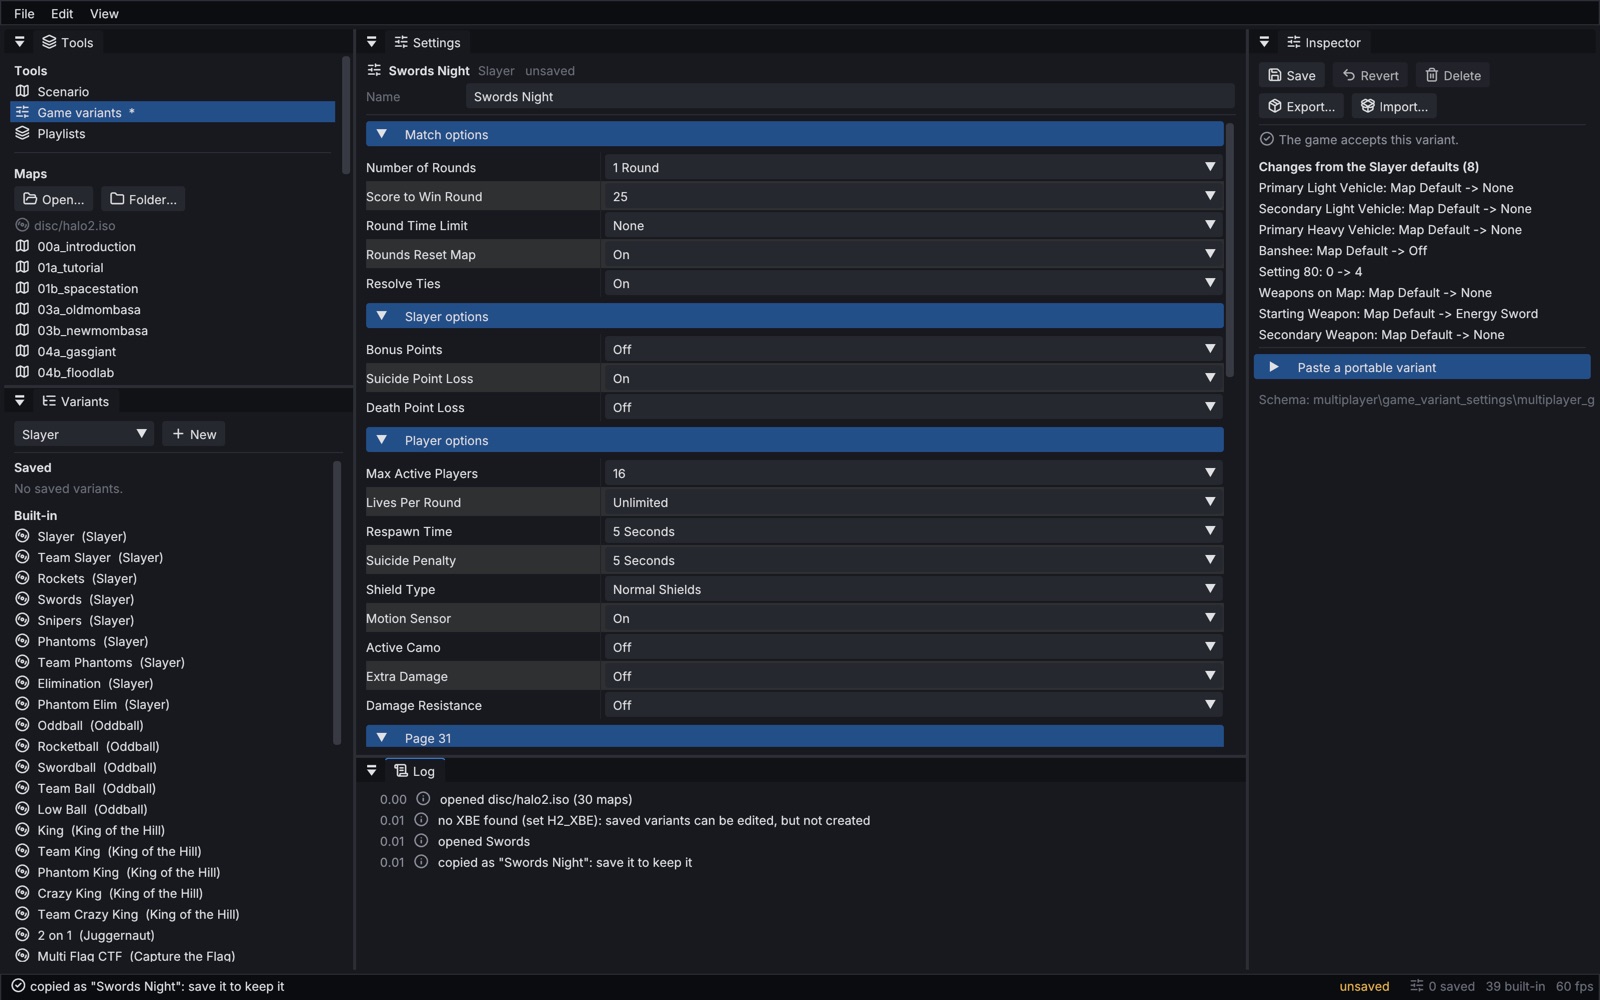 File Edit View
Tools
Tools
Scenario
Game variants *
Playlists
Maps
Open... Folder...
disc/halo2.iso
00a_introduction
01a_tutorial
01b_spacestation
03a_oldmombasa
03b_newmombasa
04a_gasgiant
04b_floodlab
Variants
Slayer + New
Saved
No saved variants.
Built-in
Slayer (Slayer)
Team Slayer (Slayer)
Rockets (Slayer)
Swords (Slayer)
Snipers (Slayer)
Phantoms (Slayer)
Team Phantoms (Slayer)
Elimination (Slayer)
Phantom Elim (Slayer)
Oddball (Oddball)
Rocketball (Oddball)
Swordball (Oddball)
Team Ball (Oddball)
Low Ball (Oddball)
King (King of the Hill)
Team King (King of the Hill)
Phantom King (King of the Hill)
Crazy King (King of the Hill)
Team Crazy King (King of the Hill)
2 on 1 (Juggernaut)
Multi Flag CTF (Capture the Flag)
Settings
Swords Night Slayer unsaved
Name Swords Night
Match options
Number of Rounds 1 Round
Score to Win Round 25
Round Time Limit None
Rounds Reset Map On
Resolve Ties On
Slayer options
Bonus Points Off
Suicide Point Loss On
Death Point Loss Off
Player options
Max Active Players 16
Lives Per Round Unlimited
Respawn Time 5 Seconds
Suicide Penalty 5 Seconds
Shield Type Normal Shields
Motion Sensor On
Active Camo Off
Extra Damage Off
Damage Resistance Off
Page 31
Log
0.00 opened disc/halo2.iso (30 maps)
0.01 no XBE found (set H2_XBE): saved variants can be edited, but not created
0.01 opened Swords
0.01 copied as "Swords Night": save it to keep it
Inspector
Save Revert Delete
Export... Import...
The game accepts this variant.
Changes from the Slayer defaults (8)
Primary Light Vehicle: Map Default -> None
Secondary Light Vehicle: Map Default -> None
Primary Heavy Vehicle: Map Default -> None
Banshee: Map Default -> Off
Setting 80: 0 -> 4
Weapons on Map: Map Default -> None
Starting Weapon: Map Default -> Energy Sword
Secondary Weapon: Map Default -> None
Paste a portable variant
Schema: multiplayer\game_variant_settings\multiplayer_g
copied as "Swords Night": save it to keep it
unsaved 0 saved 39 built-in 60 fps